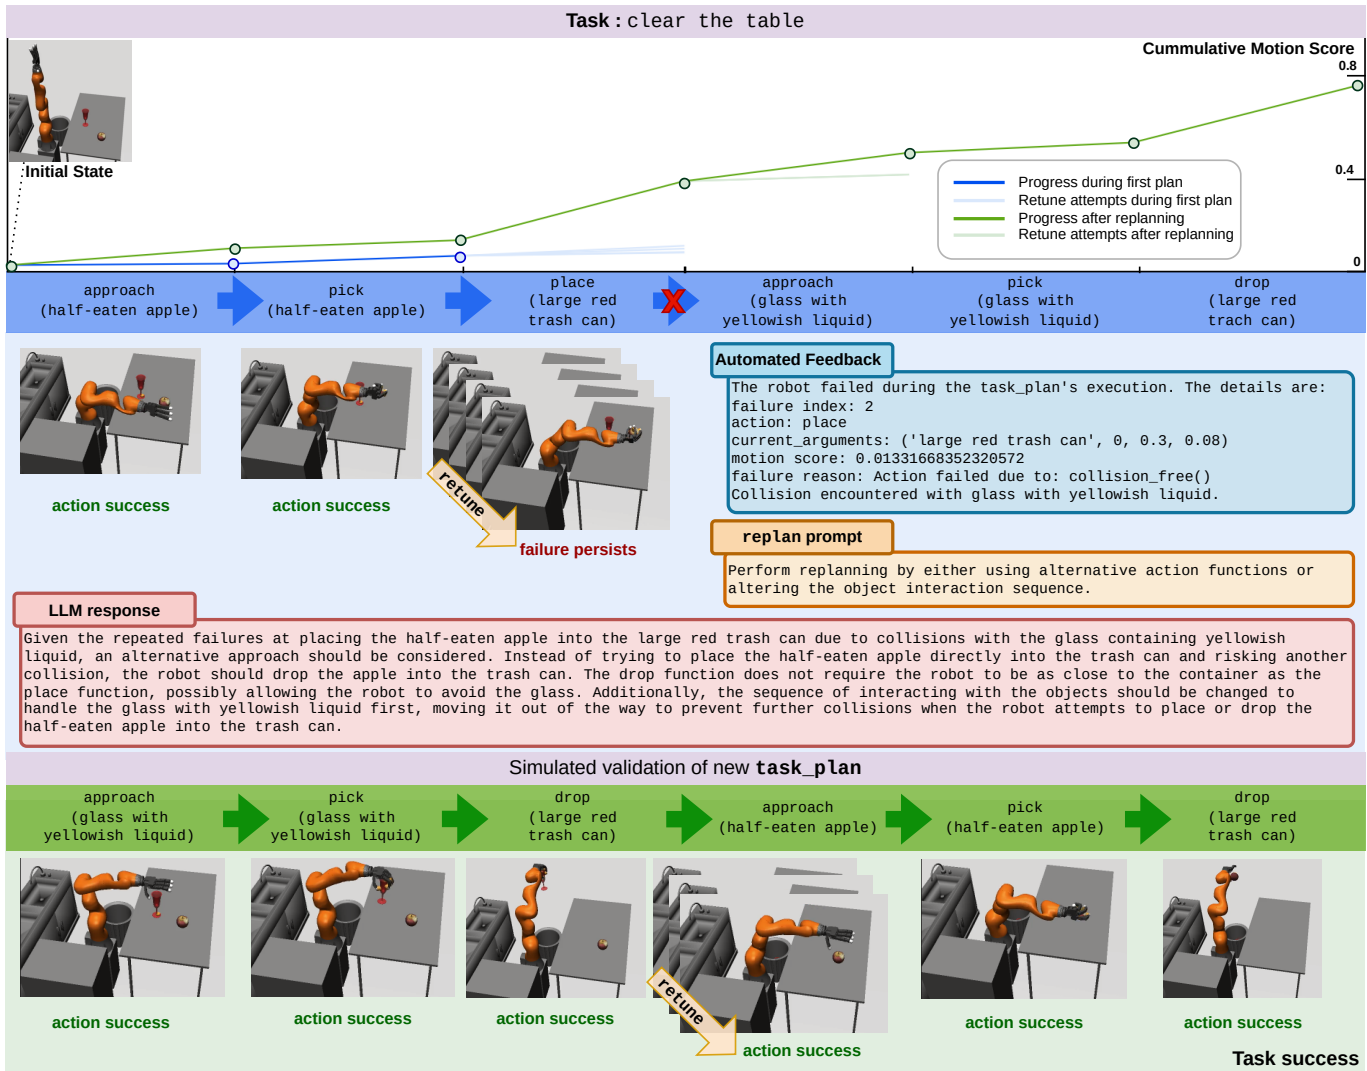 Task : clear the table
Cummulative Motion Score
0.8
0.4
0
Initial State
Progress during first plan
Retune attempts during first plan
Progress after replanning
Retune attempts after replanning
approach
(half-eaten apple)
pick
(half-eaten apple)
place
(large red
trash can)
X
approach
(glass with
yellowish liquid)
pick
(glass with
yellowish liquid)
drop
(large red
trach can)
action success
action success
retune
failure persists
Automated Feedback
The robot failed during the task_plan's execution. The details are:
failure index: 2
action: place
current_arguments: ('large red trash can', 0, 0.3, 0.08)
motion score: 0.01331668352320572
failure reason: Action failed due to: collision_free()
Collision encountered with glass with yellowish liquid.
replan prompt
Perform replanning by either using alternative action functions or
altering the object interaction sequence.
LLM response
Given the repeated failures at placing the half-eaten apple into the large red trash can due to collisions with the glass containing yellowish
liquid, an alternative approach should be considered. Instead of trying to place the half-eaten apple directly into the trash can and risking another
collision, the robot should drop the apple into the trash can. The drop function does not require the robot to be as close to the container as the
place function, possibly allowing the robot to avoid the glass. Additionally, the sequence of interacting with the objects should be changed to
handle the glass with yellowish liquid first, moving it out of the way to prevent further collisions when the robot attempts to place or drop the
half-eaten apple into the trash can.
Simulated validation of new task_plan
approach
(glass with
yellowish liquid)
pick
(glass with
yellowish liquid)
drop
(large red
trash can)
approach
(half-eaten apple)
pick
(half-eaten apple)
drop
(large red
trash can)
action success
action success
action success
retune
action success
action success
action success
Task success